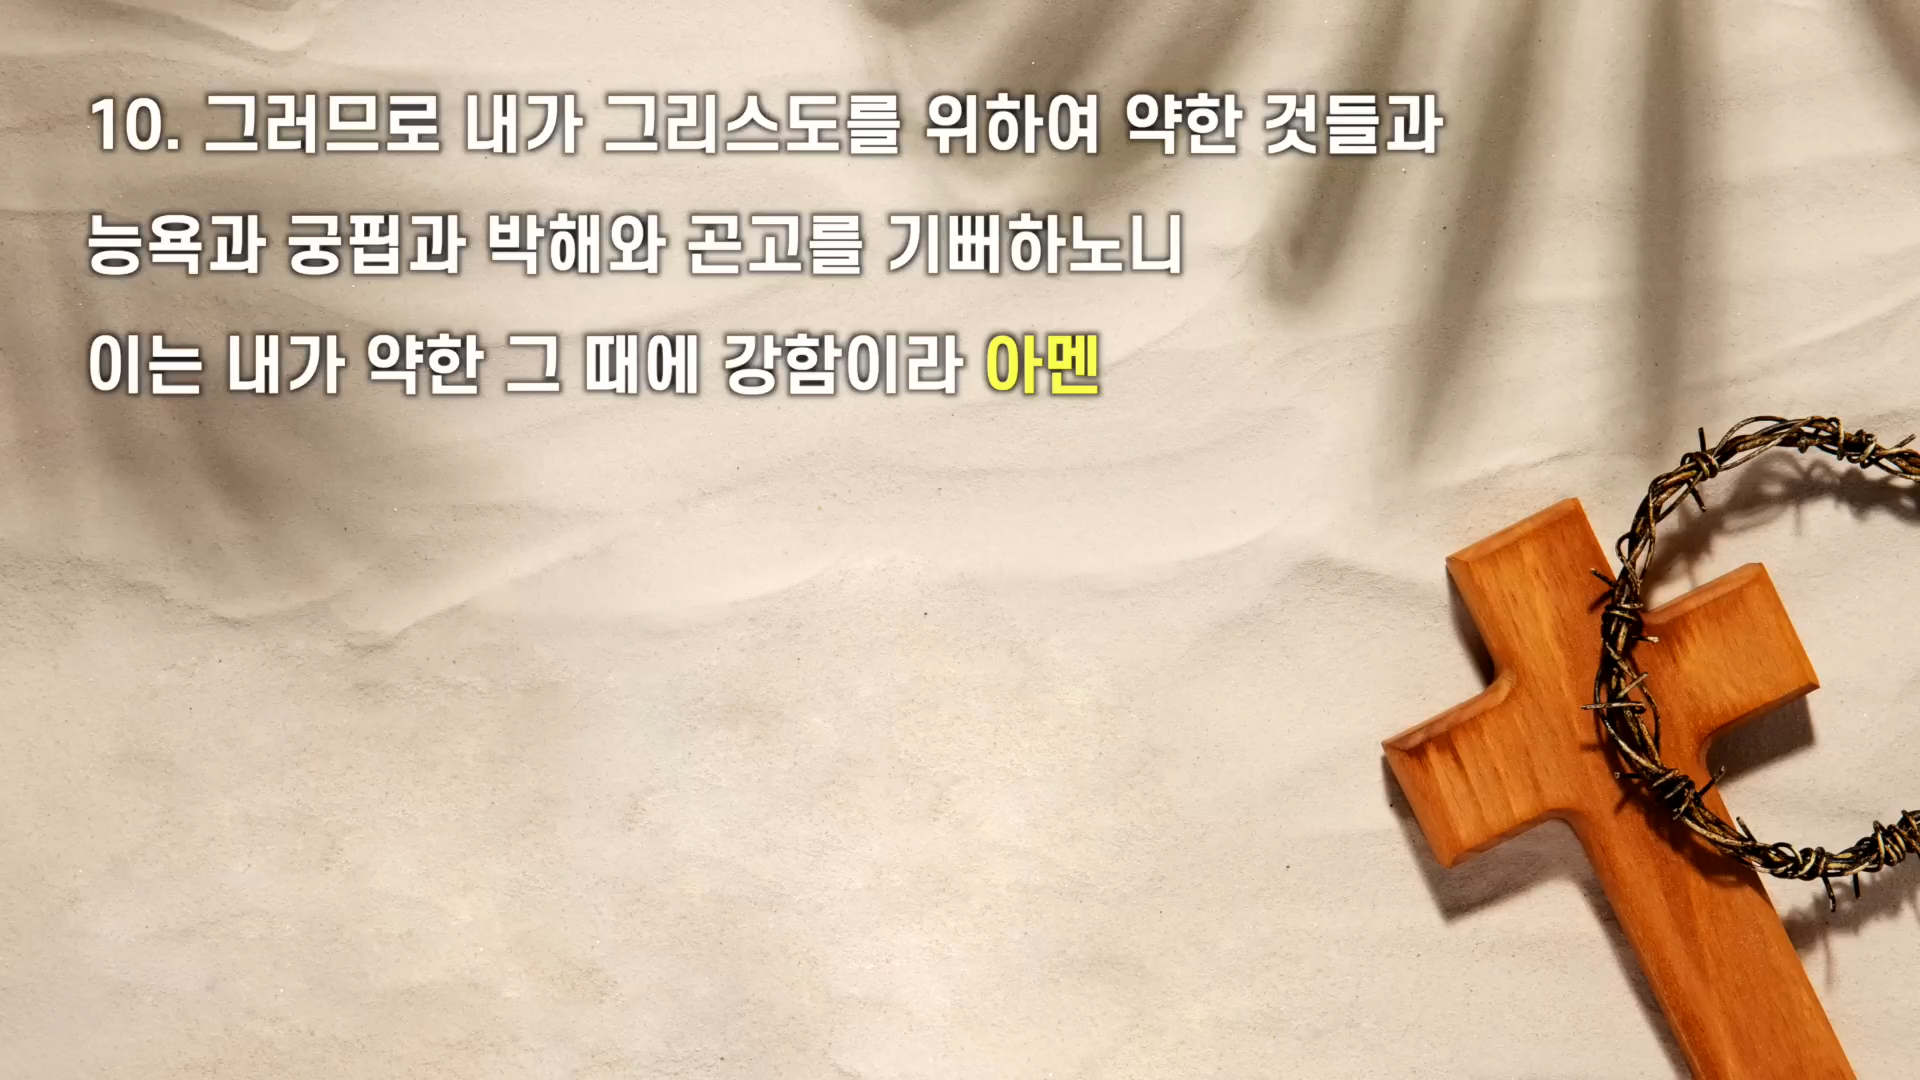 10. 그러므로 내가 그리스도를 위하여 약한 것들과
능욕과 궁핍과 박해와 곤고를 기뻐하노니
이는 내가 약한 그 때에 강함이라 아멘